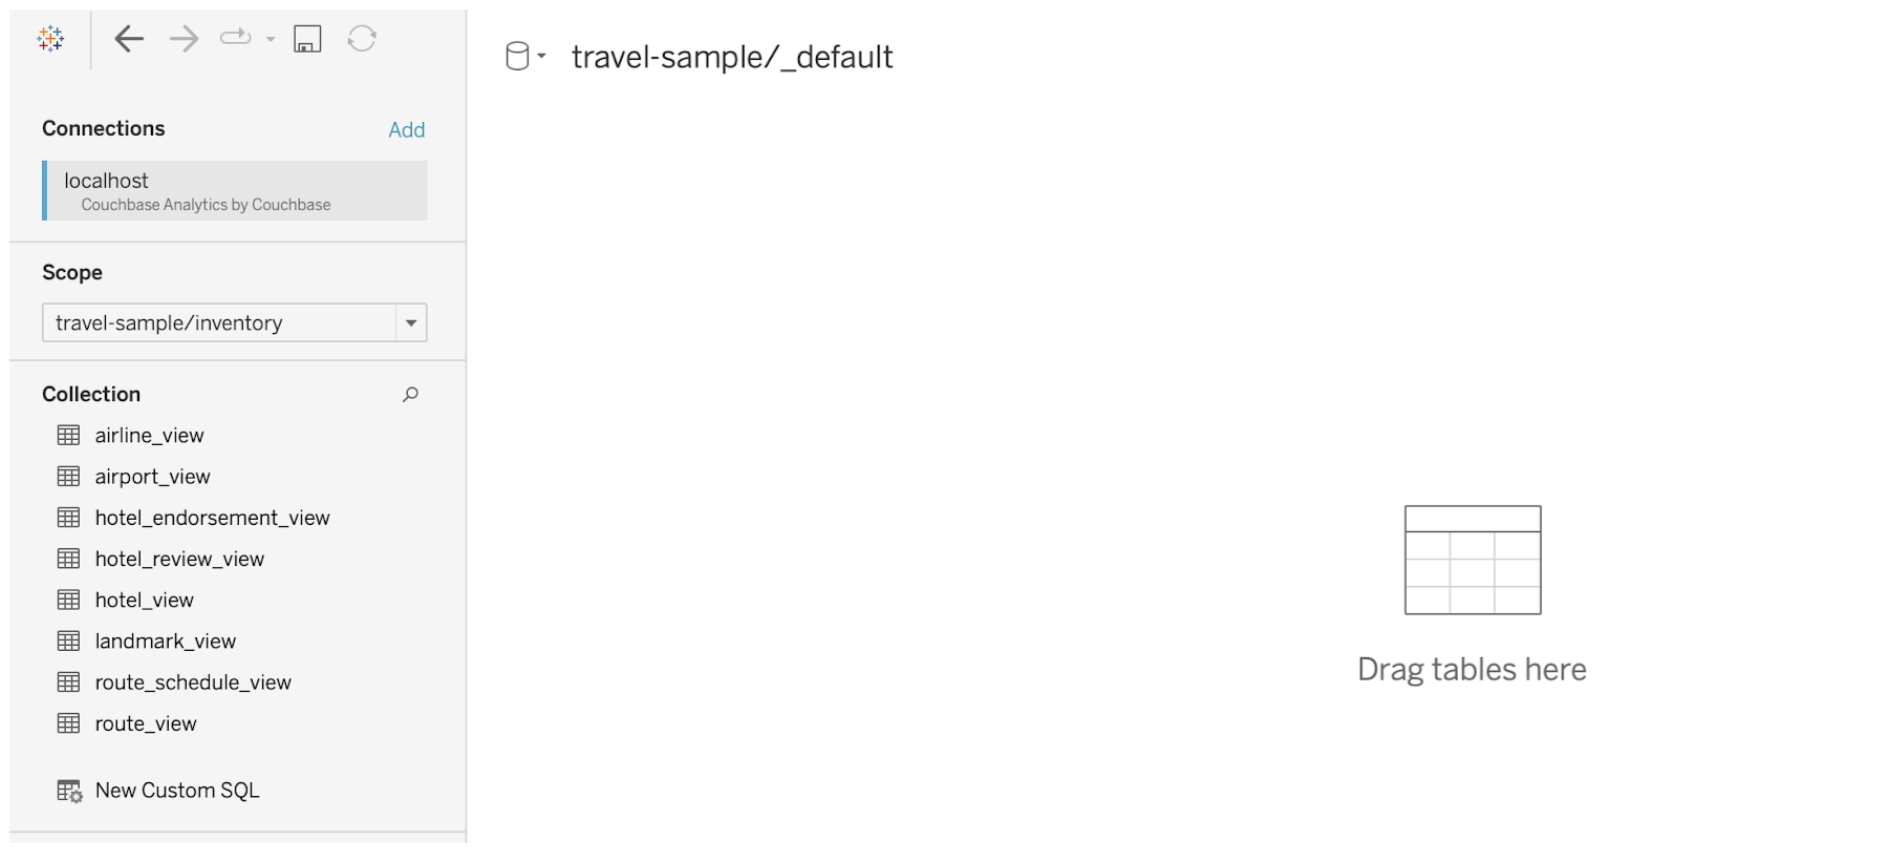 travel-sample/_default
Connections
Add
localhost
Couchbase Analytics by Couchbase
Scope
travel-sample/inventory
Collection
airline_view
airport_view
hotel_endorsement_view
hotel_review_view
hotel_view
landmark_view
route_schedule_view
route_view
New Custom SQL
Drag tables here